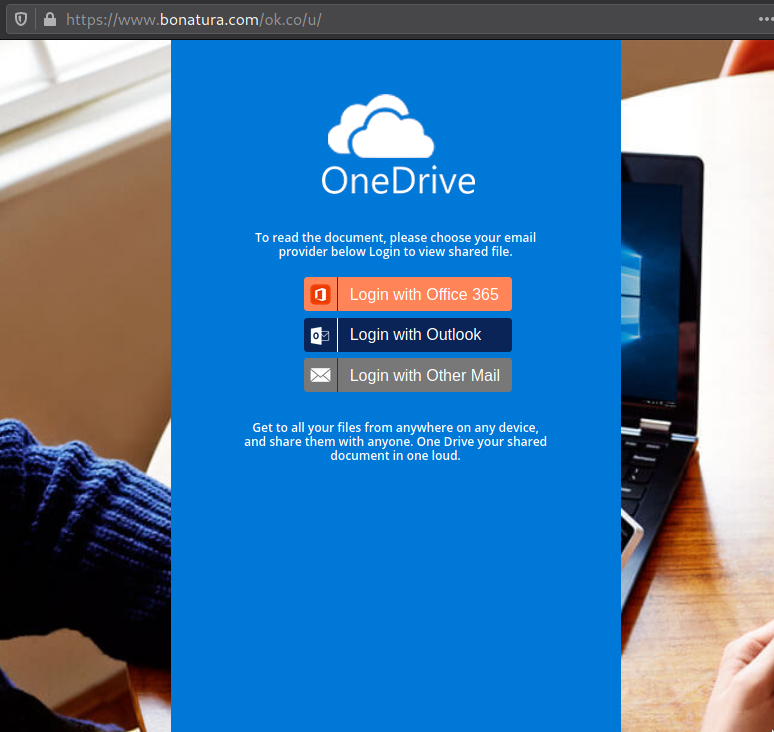 https://www.bonatura.com/ok.co/u/
OneDrive
To read the document, please choose your email
provider below Login to view shared file.
Login with Office 365
Login with Outlook
Login with Other Mail
Get to all your files from anywhere on any device,
and share them with anyone. One Drive your shared
document in one loud.